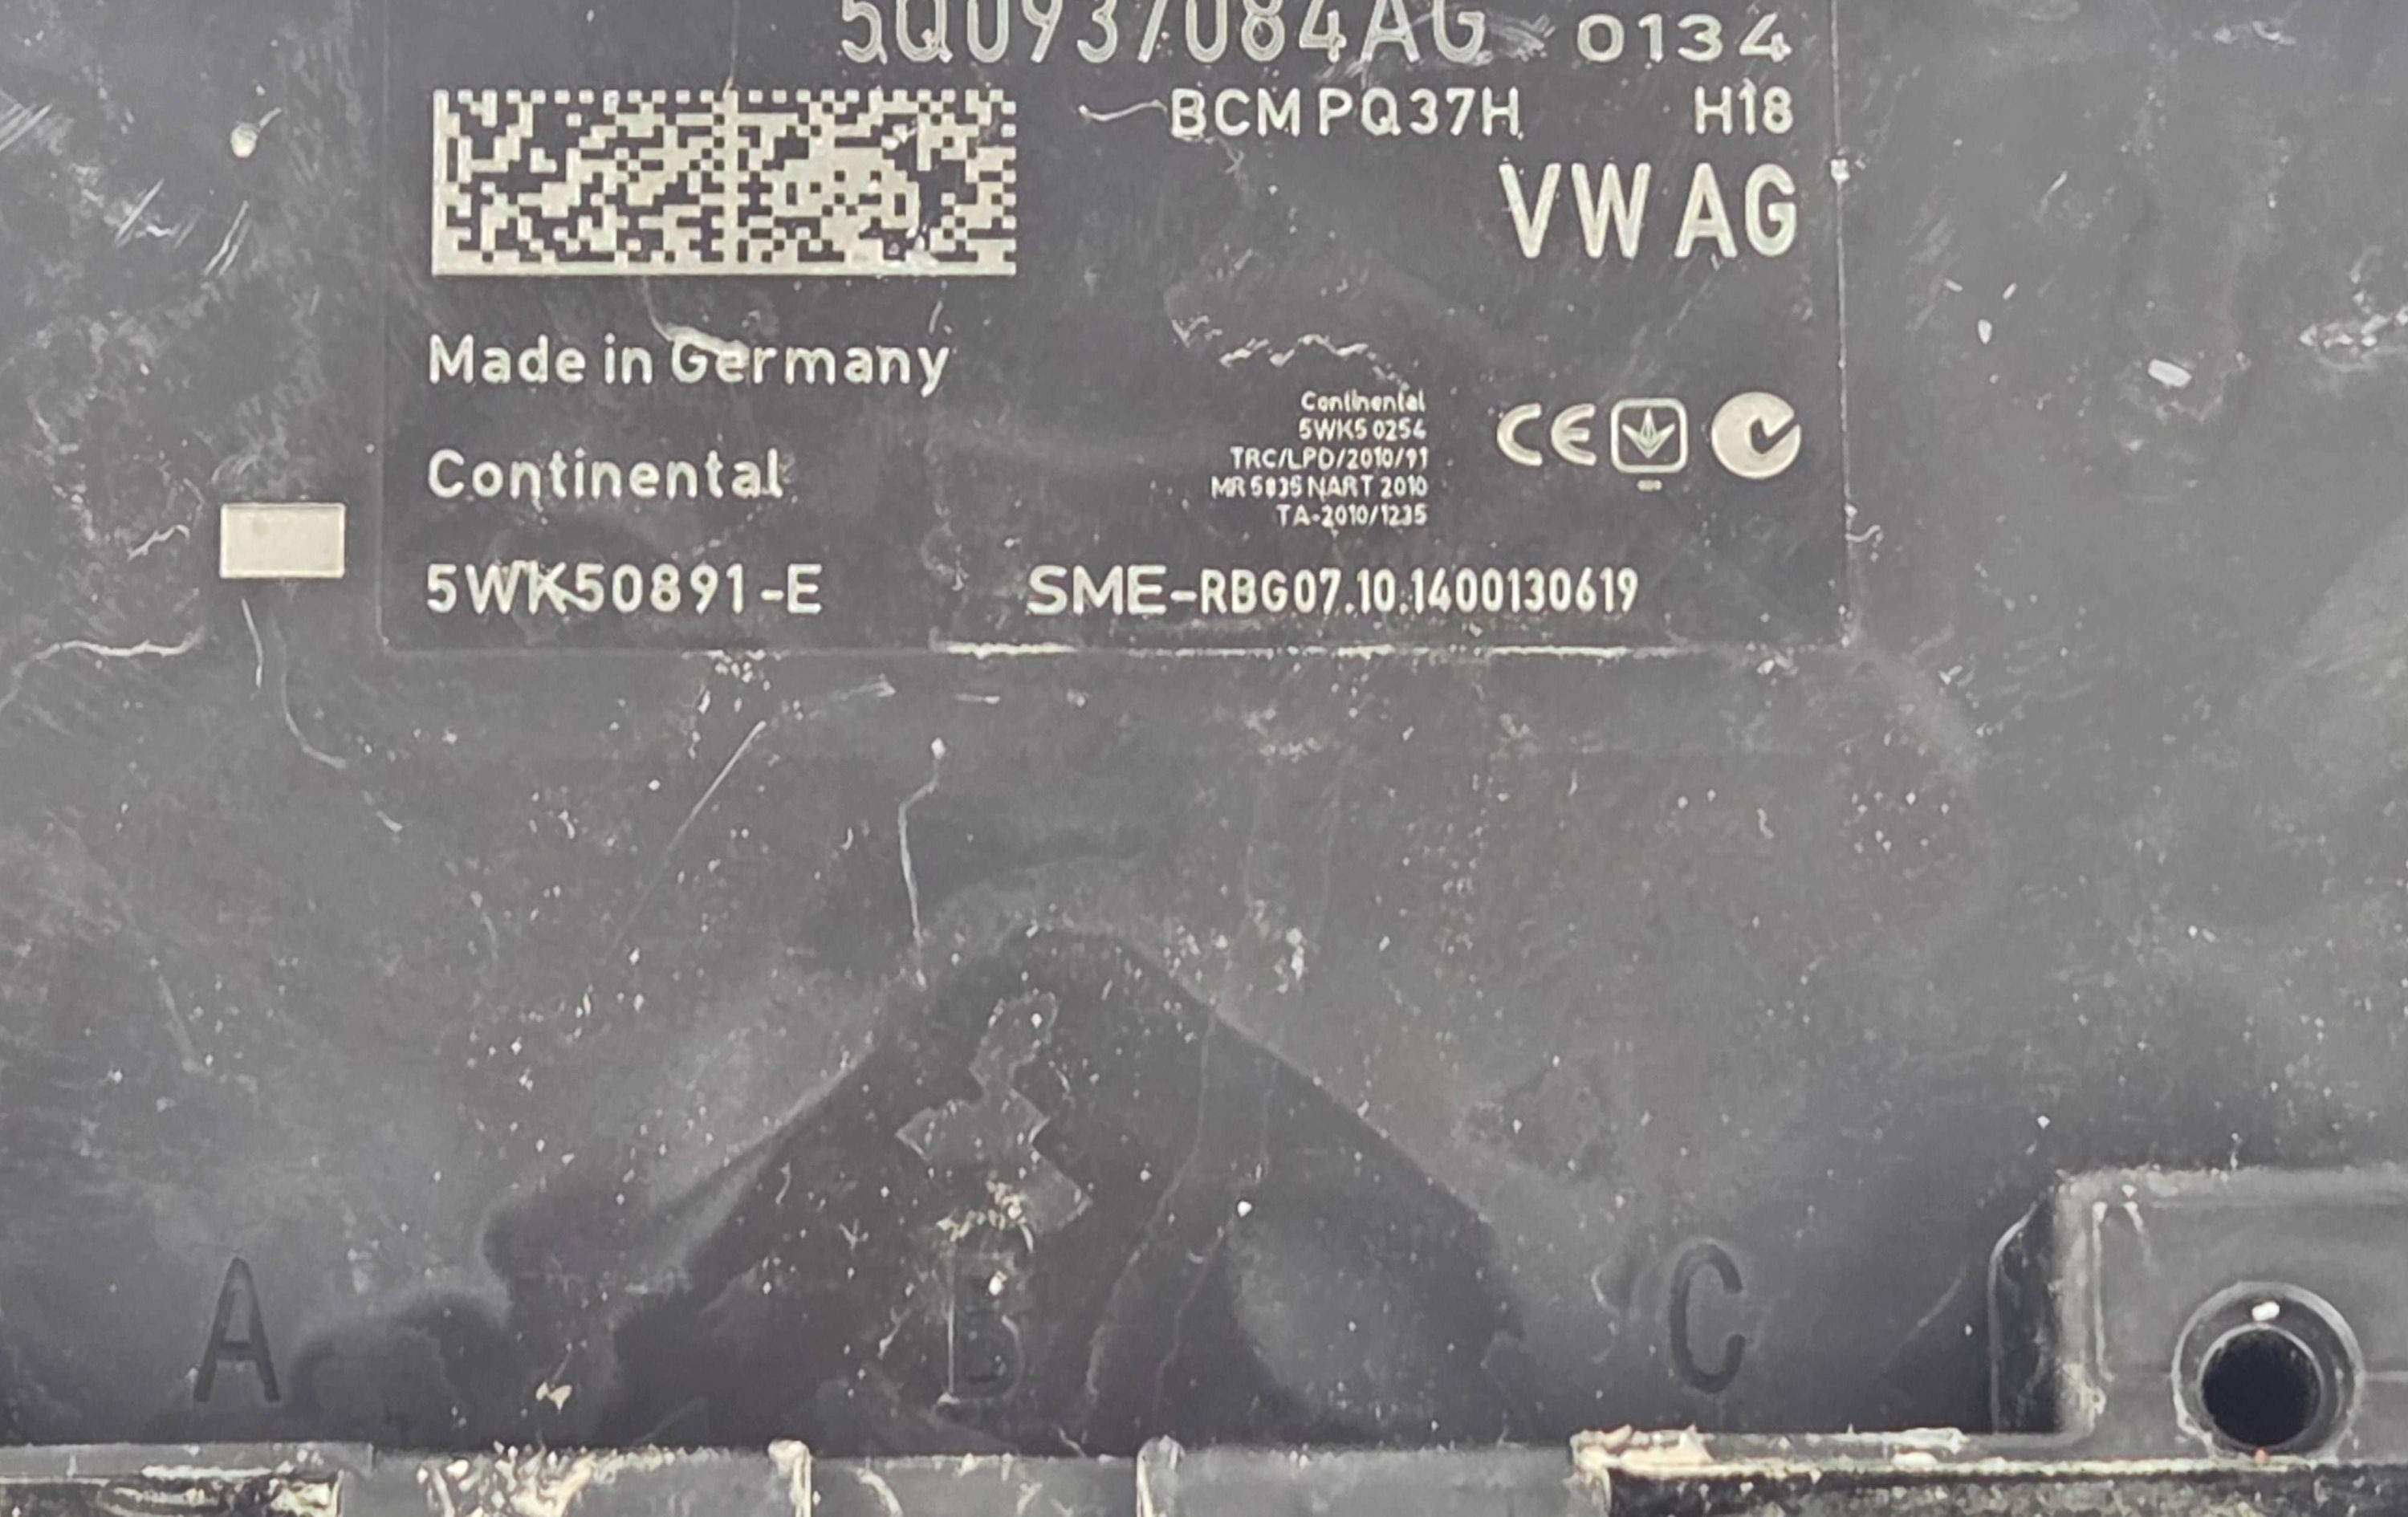 5Q0937084AG 0134
BCM PQ37H H18
VW AG
Made in Germany
Continental
5WK5 0254
TRC/LPD/2010/91
MR 5835 NART 2010
TA-2010/1235
CE
Continental
5WK50891-E
SME-RBG07.10.1400130619
A B C